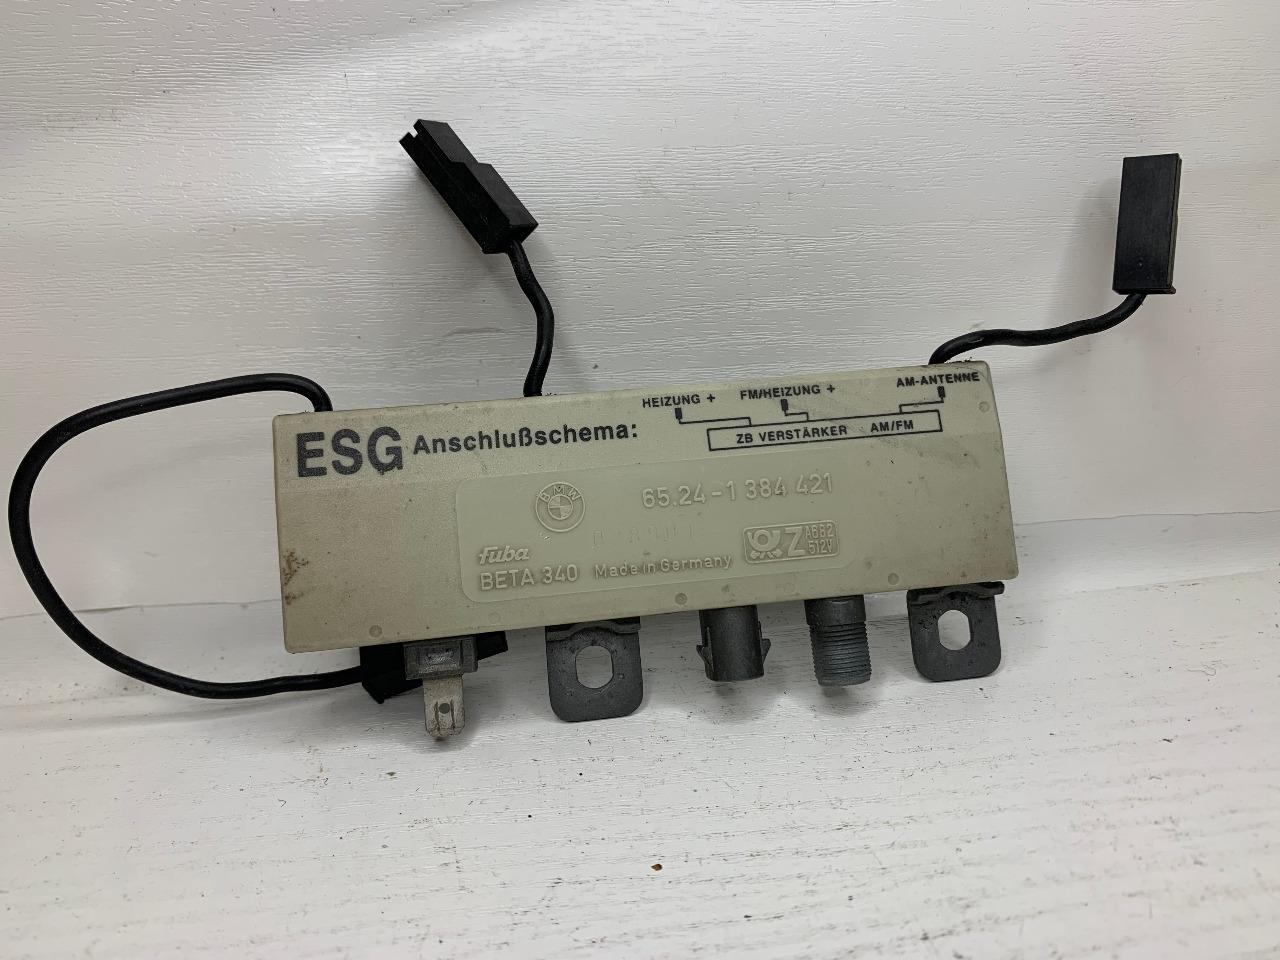 HEIZUNG + FM/HEIZUNG + AM-ANTENNE
ESG Anschlußschema:
ZB VERSTÄRKER AM/FM
BMW
65.24-1 384 421
fuba
BETA 340 Made in Germany
Z A662 512V